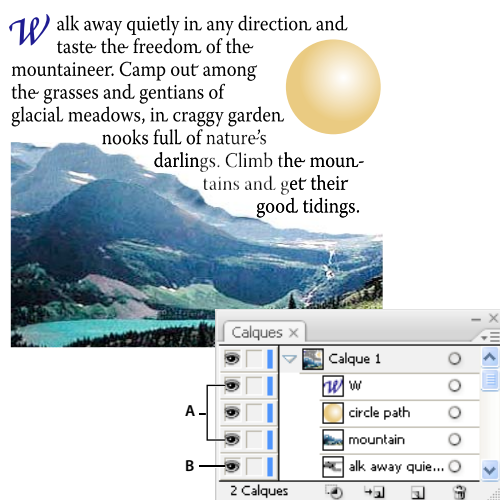 Walk away quietly in any direction and
taste the freedom of the
mountaineer. Camp out among
the grasses and gentians of
glacial meadows, in craggy garden
nooks full of nature's
darlings. Climb the moun-
tains and get their
good tidings.
Calques ×
Calque 1
W
A
circle path
mountain
B
alk away quie...
2 Calques